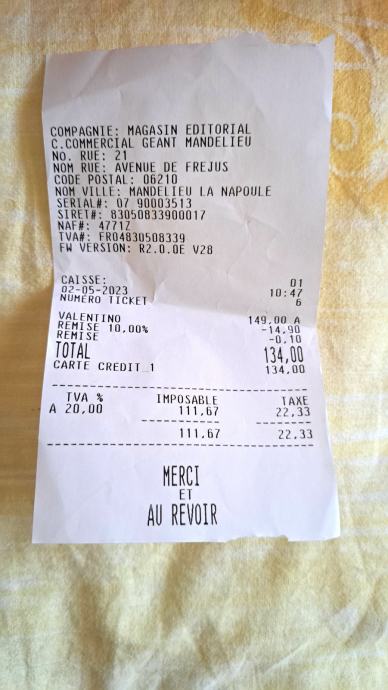 COMPAGNIE: MAGASIN EDITORIAL
C.COMMERCIAL GEANT MANDELIEU
NO. RUE: 21
NOM RUE: AVENUE DE FREJUS
CODE POSTAL: 06210
NOM VILLE: MANDELIEU LA NAPOULE
SERIAL#: 07 90003513
SIRET#: 83050833900017
NAF#: 4771Z
TVA#: FR04830508339
FW VERSION: R2.0.0E V28
CAISSE: 01
02-05-2023 10:47
NUMERO TICKET 6
VALENTINO 149,00 A
REMISE 10,00% -14,90
REMISE -0,10
TOTAL 134,00
CARTE CREDIT 1 134,00
TVA % IMPOSABLE TAXE
A 20,00 111,67 22,33
111,67 22,33
MERCI
ET
AU REVOIR